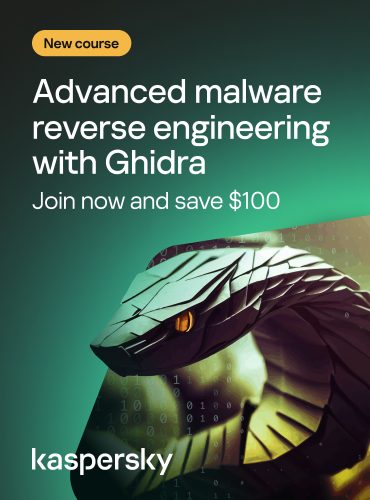 New course
Advanced malware
reverse engineering
with Ghidra
Join now and save $100
kaspersky